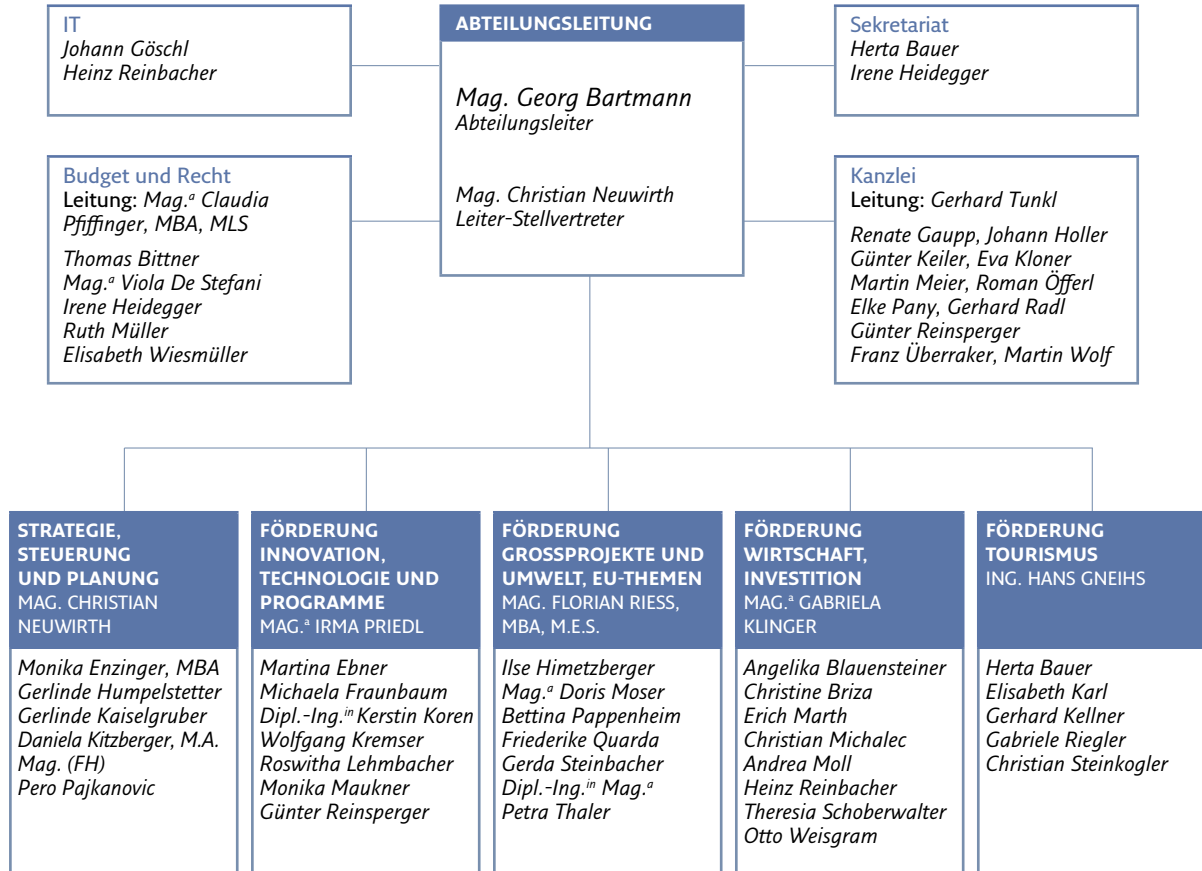 IT
Johann Göschl
Heinz Reinbacher
ABTEILUNGSLEITUNG
Mag. Georg Bartmann
Abteilungsleiter
Mag. Christian Neuwirth
Leiter-Stellvertreter
Sekretariat
Herta Bauer
Irene Heidegger
Budget und Recht
Leitung: Mag.ª Claudia
Pfiffinger, MBA, MLS
Thomas Bittner
Mag.ª Viola De Stefani
Irene Heidegger
Ruth Müller
Elisabeth Wiesmüller
Kanzlei
Leitung: Gerhard Tunkl
Renate Gaupp, Johann Holler
Günter Keiler, Eva Kloner
Martin Meier, Roman Öfferl
Elke Pany, Gerhard Radl
Günter Reinsperger
Franz Überraker, Martin Wolf
STRATEGIE,
STEUERUNG
UND PLANUNG
MAG. CHRISTIAN
NEUWIRTH
Monika Enzinger, MBA
Gerlinde Humpelstetter
Gerlinde Kaiselgruber
Daniela Kitzberger, M.A.
Mag. (FH)
Pero Pajkanovic
FÖRDERUNG
INNOVATION,
TECHNOLOGIE UND
PROGRAMME
MAG.ª IRMA PRIEDL
Martina Ebner
Michaela Fraunbaum
Dipl.-Ing.ⁱⁿ Kerstin Koren
Wolfgang Kremser
Roswitha Lehmbacher
Monika Maukner
Günter Reinsperger
FÖRDERUNG
GROSSPROJEKTE UND
UMWELT, EU-THEMEN
MAG. FLORIAN RIESS,
MBA, M.E.S.
Ilse Himetzberger
Mag.ª Doris Moser
Bettina Pappenheim
Friederike Quarda
Gerda Steinbacher
Dipl.-Ing.ⁱⁿ Mag.ª
Petra Thaler
FÖRDERUNG
WIRTSCHAFT,
INVESTITION
MAG.ª GABRIELA
KLINGER
Angelika Blauensteiner
Christine Briza
Erich Marth
Christian Michalec
Andrea Moll
Heinz Reinbacher
Theresia Schoberwalter
Otto Weisgram
FÖRDERUNG
TOURISMUS
ING. HANS GNEIHS
Herta Bauer
Elisabeth Karl
Gerhard Kellner
Gabriele Riegler
Christian Steinkogler